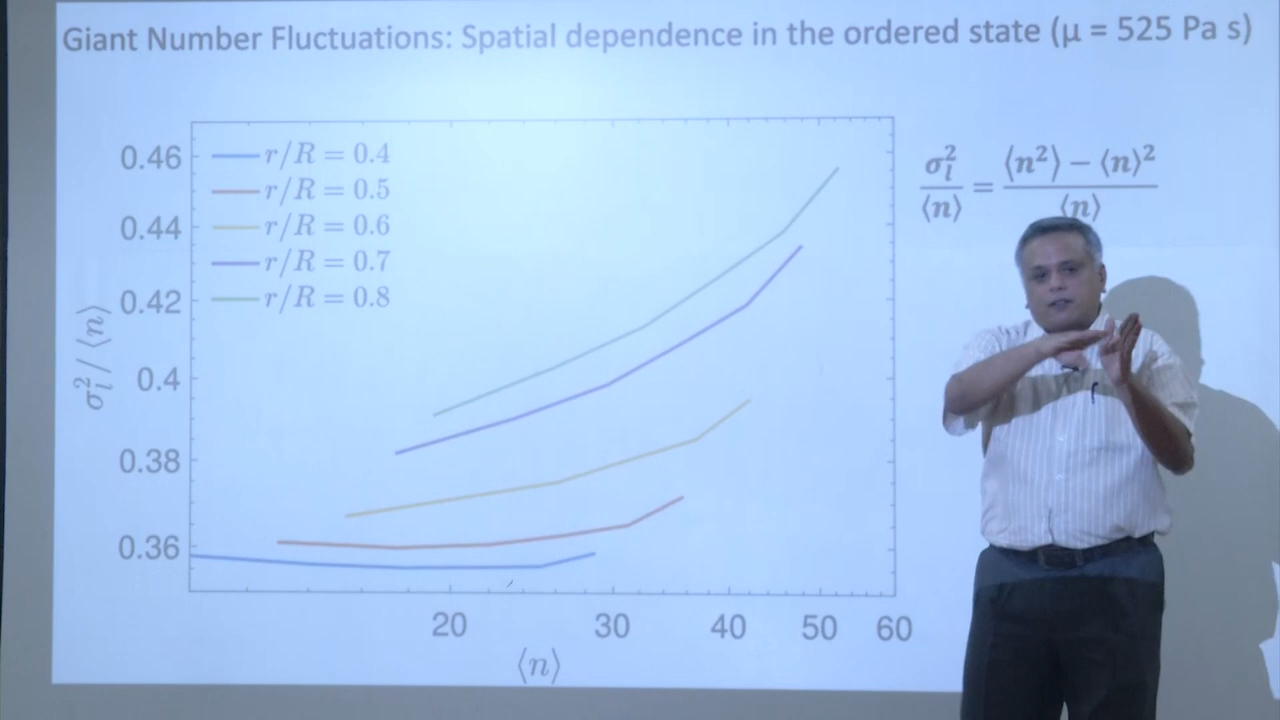 Giant Number Fluctuations: Spatial dependence in the ordered state (μ = 525 Pa s)
r/R = 0.4
r/R = 0.5
r/R = 0.6
r/R = 0.7
r/R = 0.8
σ_l^2 / ⟨n⟩ = (⟨n^2⟩ − ⟨n⟩^2) / ⟨n⟩
σ_l^2 / ⟨n⟩
0.46
0.44
0.42
0.4
0.38
0.36
20 30 40 50 60
⟨n⟩